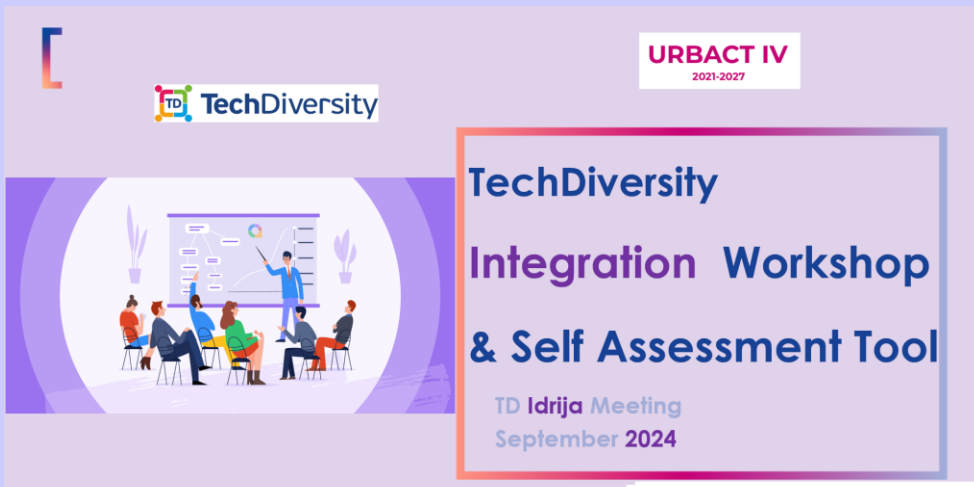 URBACT IV
2021-2027
TD TechDiversity
TechDiversity
Integration Workshop
& Self Assessment Tool
TD Idrija Meeting
September 2024